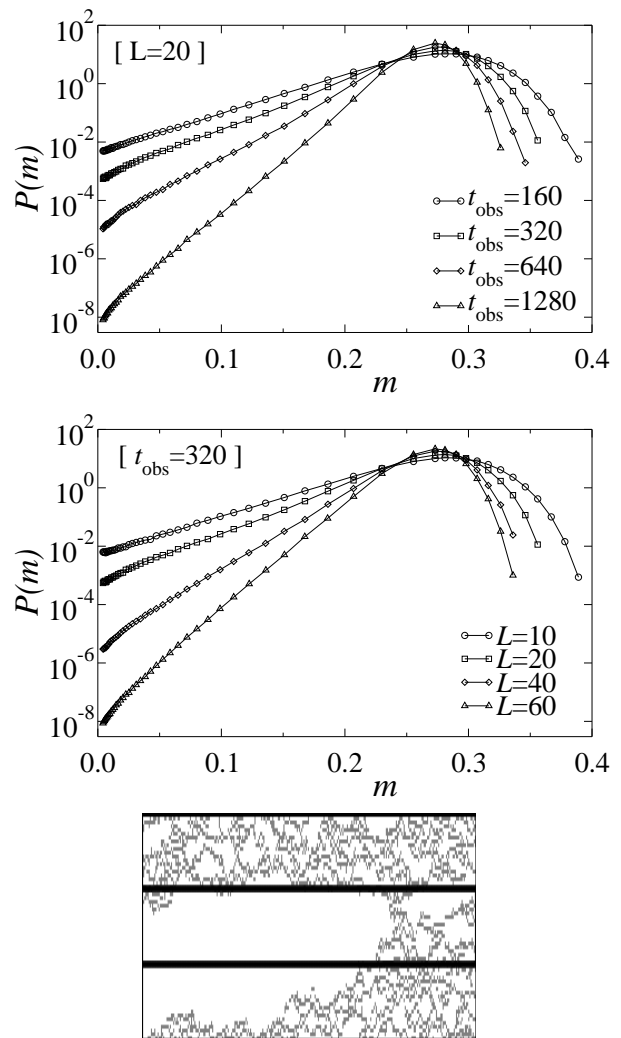 10^2
[ L=20 ]
10^0
10^-2
10^-4
10^-6
10^-8
P(m)
t_obs=160
t_obs=320
t_obs=640
t_obs=1280
0.0 0.1 0.2 0.3 0.4
m
10^2
[ t_obs=320 ]
10^0
10^-2
10^-4
10^-6
10^-8
P(m)
L=10
L=20
L=40
L=60
0.0 0.1 0.2 0.3 0.4
m